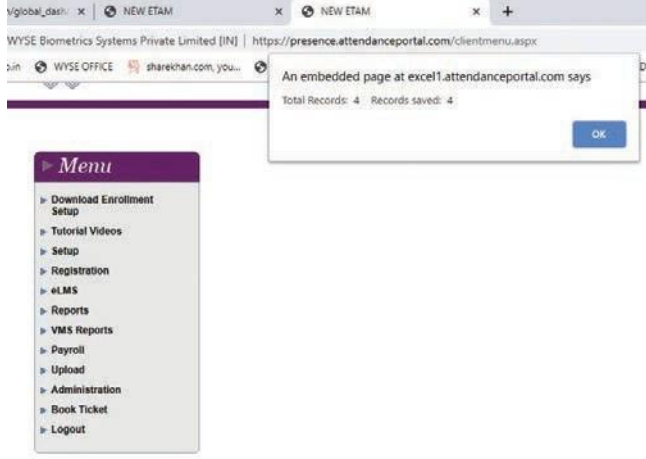 /global_dash
NEW ETAM
NEW ETAM
WYSE Biometrics Systems Private Limited [IN] | https://presence.attendanceportal.com/clientmenu.aspx
WYSE OFFICE sharekhan.com, you...
An embedded page at excel1.attendanceportal.com says
Total Records: 4 Records saved: 4
OK
Menu
Download Enrollment
Setup
Tutorial Videos
Setup
Registration
eLMS
Reports
VMS Reports
Payroll
Upload
Administration
Book Ticket
Logout